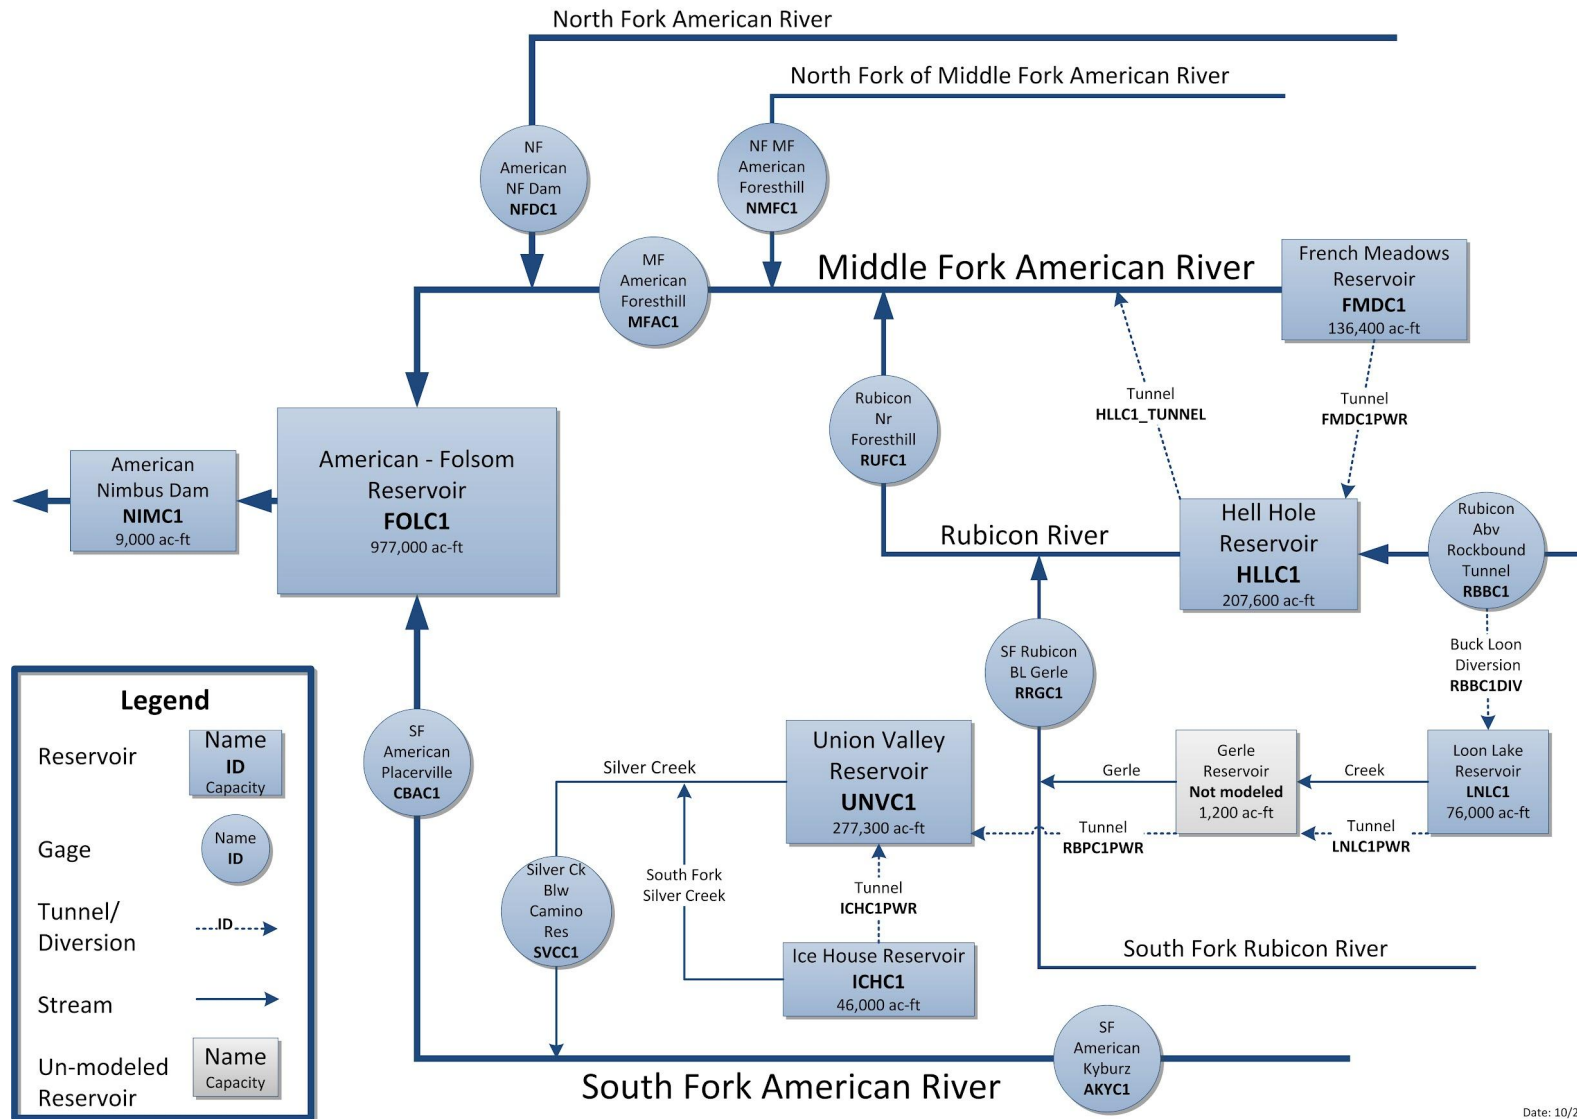 North Fork American River
North Fork of Middle Fork American River
NF
American
NF Dam
NFDC1
NF MF
American
Foresthill
NMFC1
MF
American
Foresthill
MFAC1
Middle Fork American River
French Meadows
Reservoir
FMDC1
136,400 ac-ft
Tunnel
HLLC1_TUNNEL
Tunnel
FMDC1PWR
Rubicon
Nr
Foresthill
RUFC1
American
Nimbus Dam
NIMC1
9,000 ac-ft
American - Folsom
Reservoir
FOLC1
977,000 ac-ft
Rubicon River
Hell Hole
Reservoir
HLLC1
207,600 ac-ft
Rubicon
Abv
Rockbound
Tunnel
RBBC1
Buck Loon
Diversion
RBBC1DIV
SF Rubicon
BL Gerle
RRGC1
SF
American
Placerville
CBAC1
Silver Creek
Union Valley
Reservoir
UNVC1
277,300 ac-ft
Gerle
Gerle
Reservoir
Not modeled
1,200 ac-ft
Creek
Loon Lake
Reservoir
LNLC1
76,000 ac-ft
Tunnel
RBPC1PWR
Tunnel
LNLC1PWR
Silver Ck
Blw
Camino
Res
SVCC1
South Fork
Silver Creek
Tunnel
ICHC1PWR
Ice House Reservoir
ICHC1
46,000 ac-ft
South Fork Rubicon River
SF
American
Kyburz
AKYC1
South Fork American River
Legend
Reservoir
Name
ID
Capacity
Gage
Name
ID
Tunnel/
Diversion
ID
Stream
Un-modeled
Reservoir
Name
Capacity
Date: 10/2